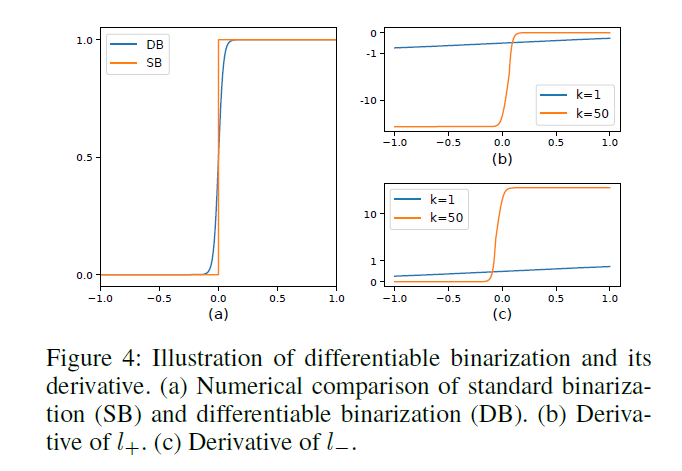 1.0
0.5
0.0
DB
SB
−1.0 −0.5 0.0 0.5 1.0
(a)
0
-1
-10
k=1
k=50
−1.0 −0.5 0.0 0.5 1.0
(b)
10
1
0
k=1
k=50
−1.0 −0.5 0.0 0.5 1.0
(c)
Figure 4: Illustration of differentiable binarization and its
derivative. (a) Numerical comparison of standard binariza-
tion (SB) and differentiable binarization (DB). (b) Deriva-
tive of l₊. (c) Derivative of l₋.